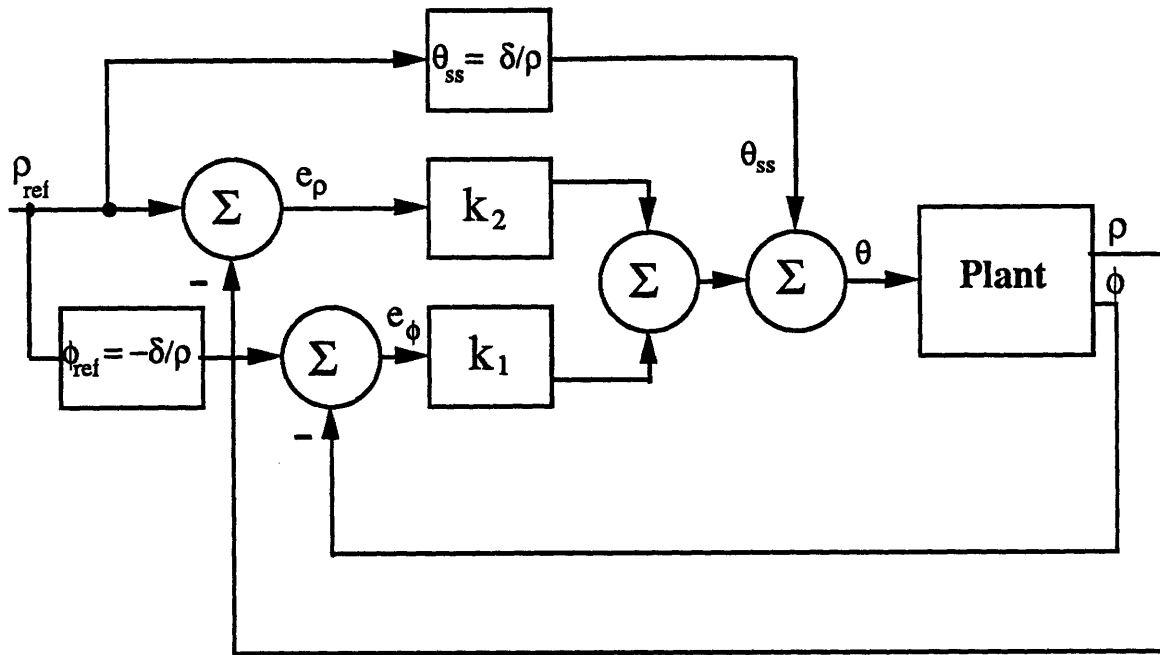 θss = δ/ρ
ρref
Σ
eρ
k2
θss
Σ
Σ
θ
Plant
ρ
ϕ
-
ϕref = -δ/ρ
Σ
eϕ
k1
-